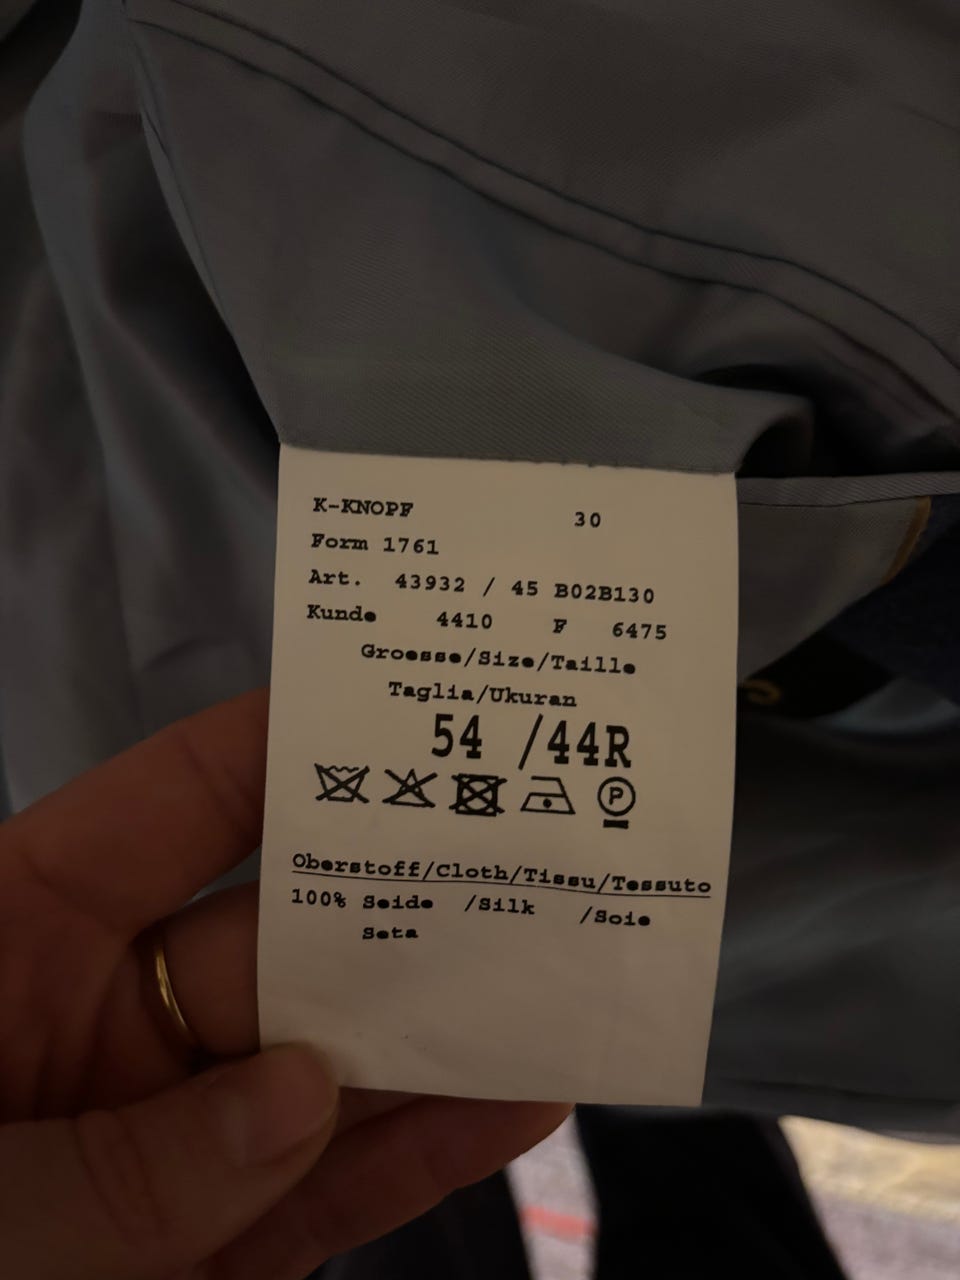 K-KNOPF 30
Form 1761
Art. 43932 / 45 B02B130
Kunde 4410 F 6475
Groesse/Size/Taille
Taglia/Ukuran
54 /44R
P
Oberstoff/Cloth/Tissu/Tessuto
100% Seide /Silk /Soie
Seta